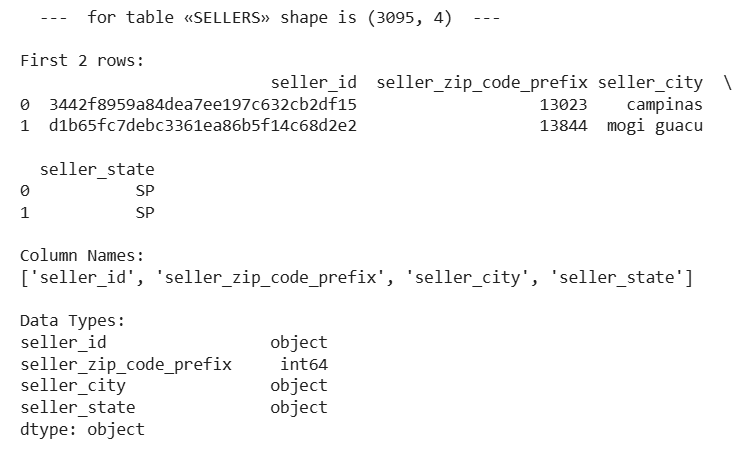 --- for table «SELLERS» shape is (3095, 4) ---
First 2 rows:
seller_id seller_zip_code_prefix seller_city \
0 3442f8959a84dea7ee197c632cb2df15 13023 campinas
1 d1b65fc7debc3361ea86b5f14c68d2e2 13844 mogi guacu
seller_state
0 SP
1 SP
Column Names:
['seller_id', 'seller_zip_code_prefix', 'seller_city', 'seller_state']
Data Types:
seller_id object
seller_zip_code_prefix int64
seller_city object
seller_state object
dtype: object